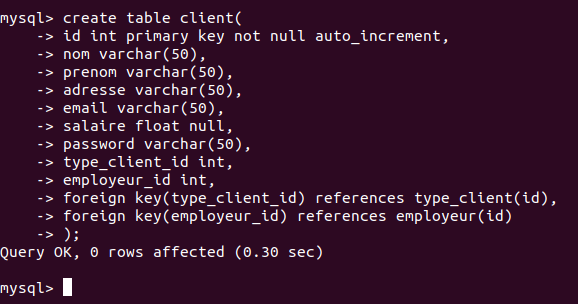 mysql> create table client(
    -> id int primary key not null auto_increment,
    -> nom varchar(50),
    -> prenom varchar(50),
    -> adresse varchar(50),
    -> email varchar(50),
    -> salaire float null,
    -> password varchar(50),
    -> type_client_id int,
    -> employeur_id int,
    -> foreign key(type_client_id) references type_client(id),
    -> foreign key(employeur_id) references employeur(id)
    -> );
Query OK, 0 rows affected (0.30 sec)
mysql>